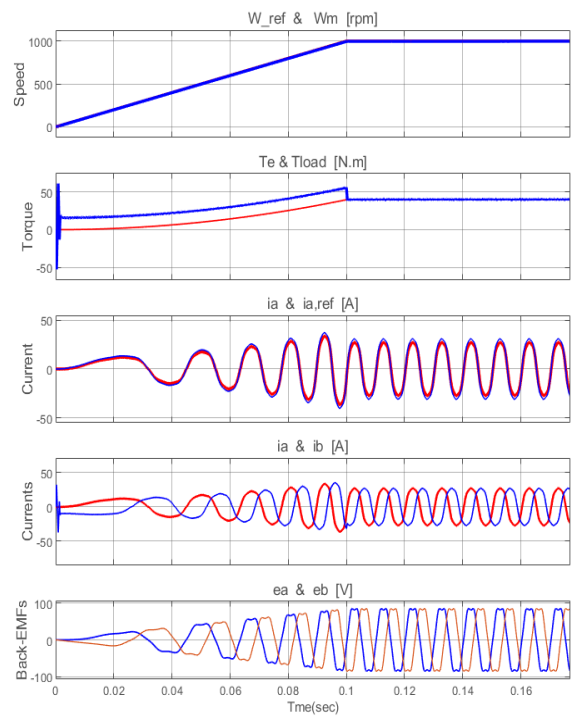 W_ref & Wm [rpm]
1000
500
0
Speed
Te & Tload [N.m]
50
0
-50
Torque
ia & ia,ref [A]
50
0
-50
Current
ia & ib [A]
50
0
-50
Currents
ea & eb [V]
100
0
-100
Back-EMFs
0 0.02 0.04 0.06 0.08 0.1 0.12 0.14 0.16
Tme(sec)